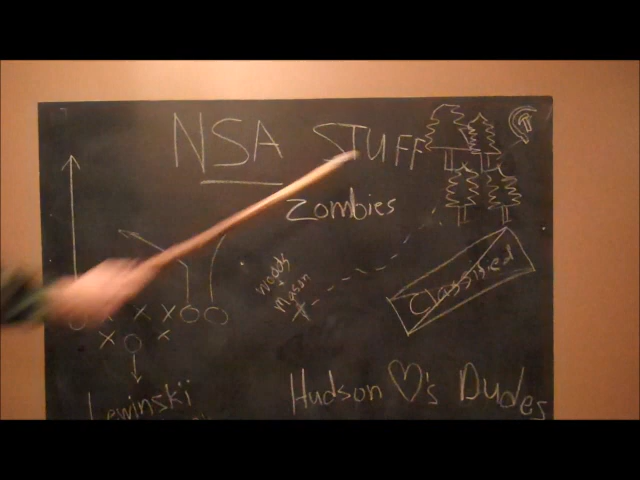 NSA STUFF
Zombies
Woods
Mason
Classified
Hudson ♡'s Dudes
Lewinski